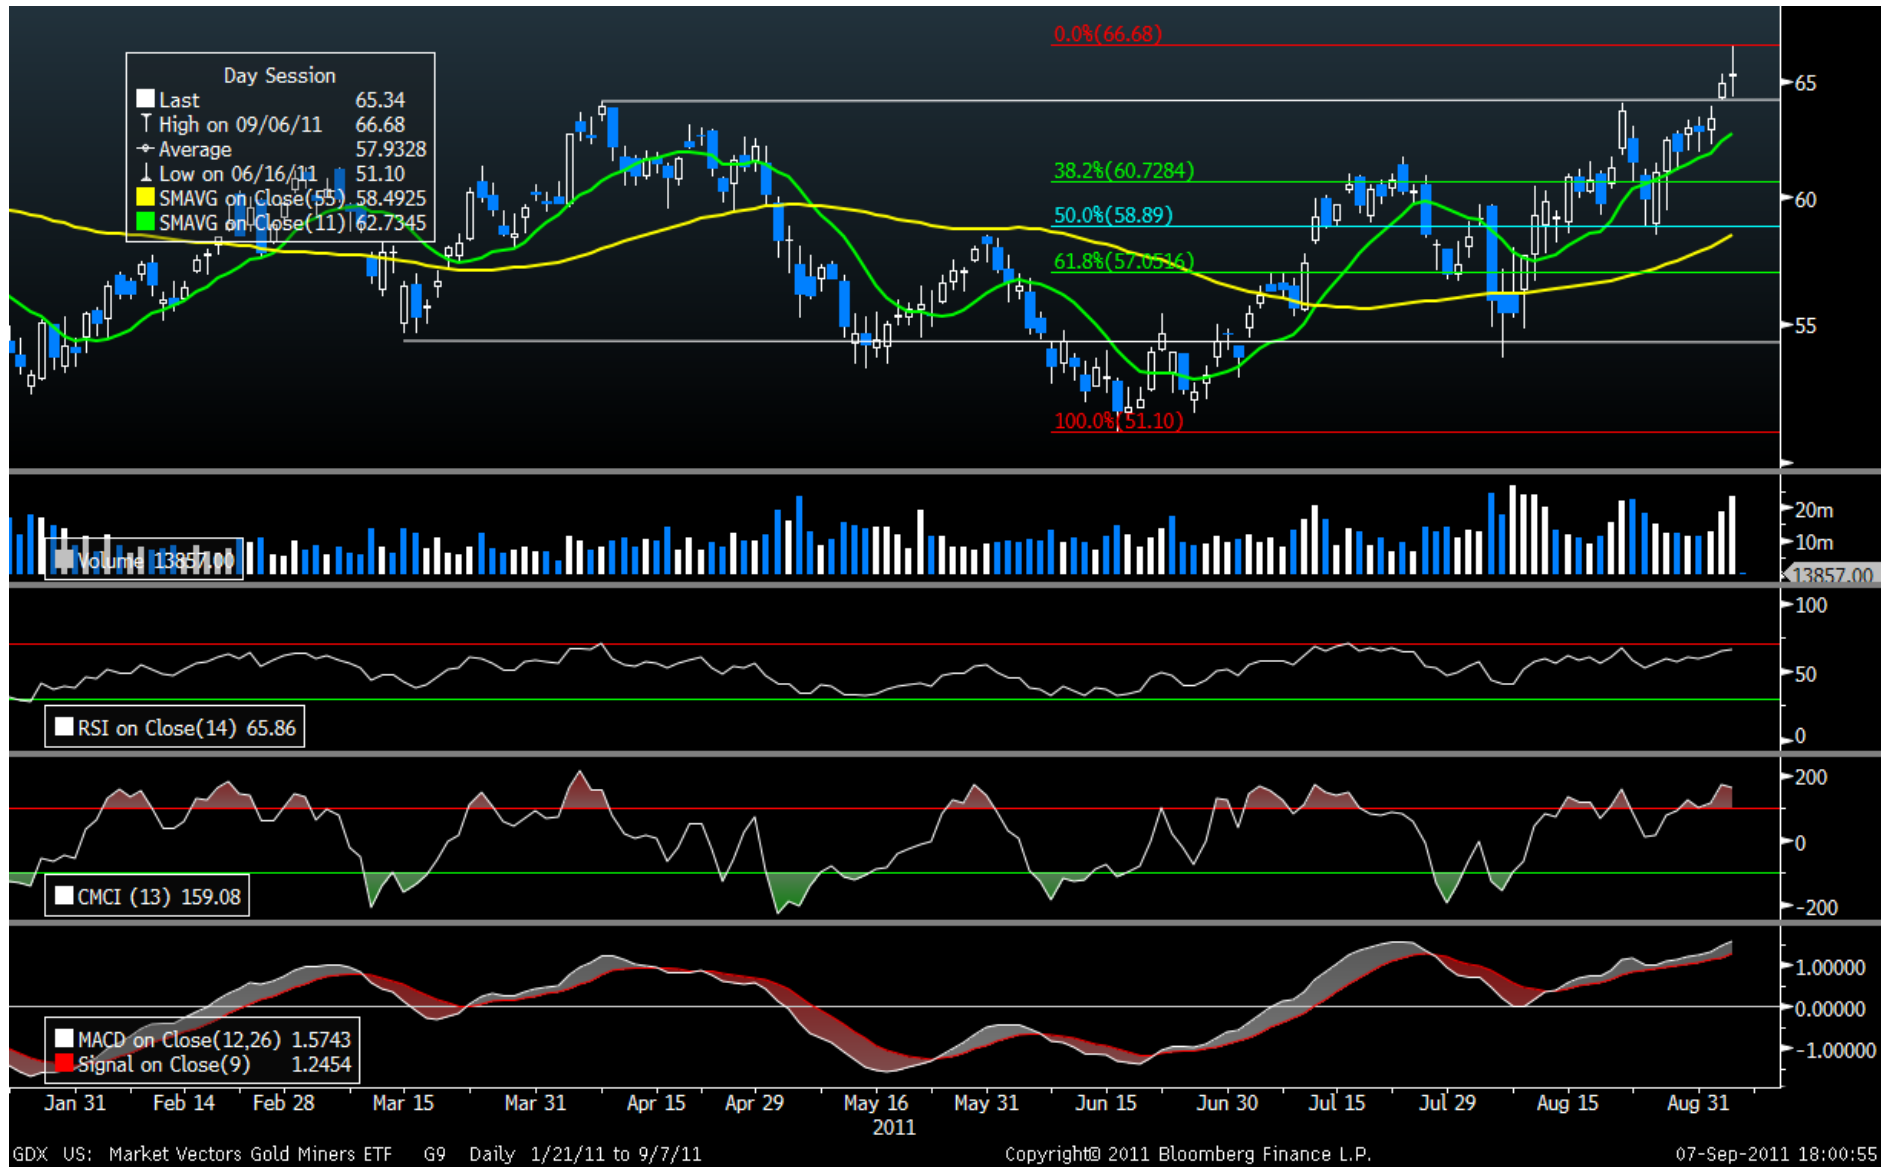 0.0%(66.68)
Day Session
Last 65.34
High on 09/06/11 66.68
Average 57.9328
Low on 06/16/11 51.10
SMAVG on Close(55) 58.4925
SMAVG on Close(11) 62.7345
65
38.2%(60.7284)
60
50.0%(58.89)
61.8%(57.0516)
55
100.0%(51.10)
20m
10m
Volume 13857.00
13857.00
100
50
RSI on Close(14) 65.86
0
200
0
CMCI (13) 159.08
-200
1.00000
0.00000
MACD on Close(12,26) 1.5743
Signal on Close(9) 1.2454
-1.00000
Jan 31 Feb 14 Feb 28 Mar 15 Mar 31 Apr 15 Apr 29 May 16 May 31 Jun 15 Jun 30 Jul 15 Jul 29 Aug 15 Aug 31
2011
GDX US: Market Vectors Gold Miners ETF G9 Daily 1/21/11 to 9/7/11 Copyright© 2011 Bloomberg Finance L.P. 07-Sep-2011 18:00:55